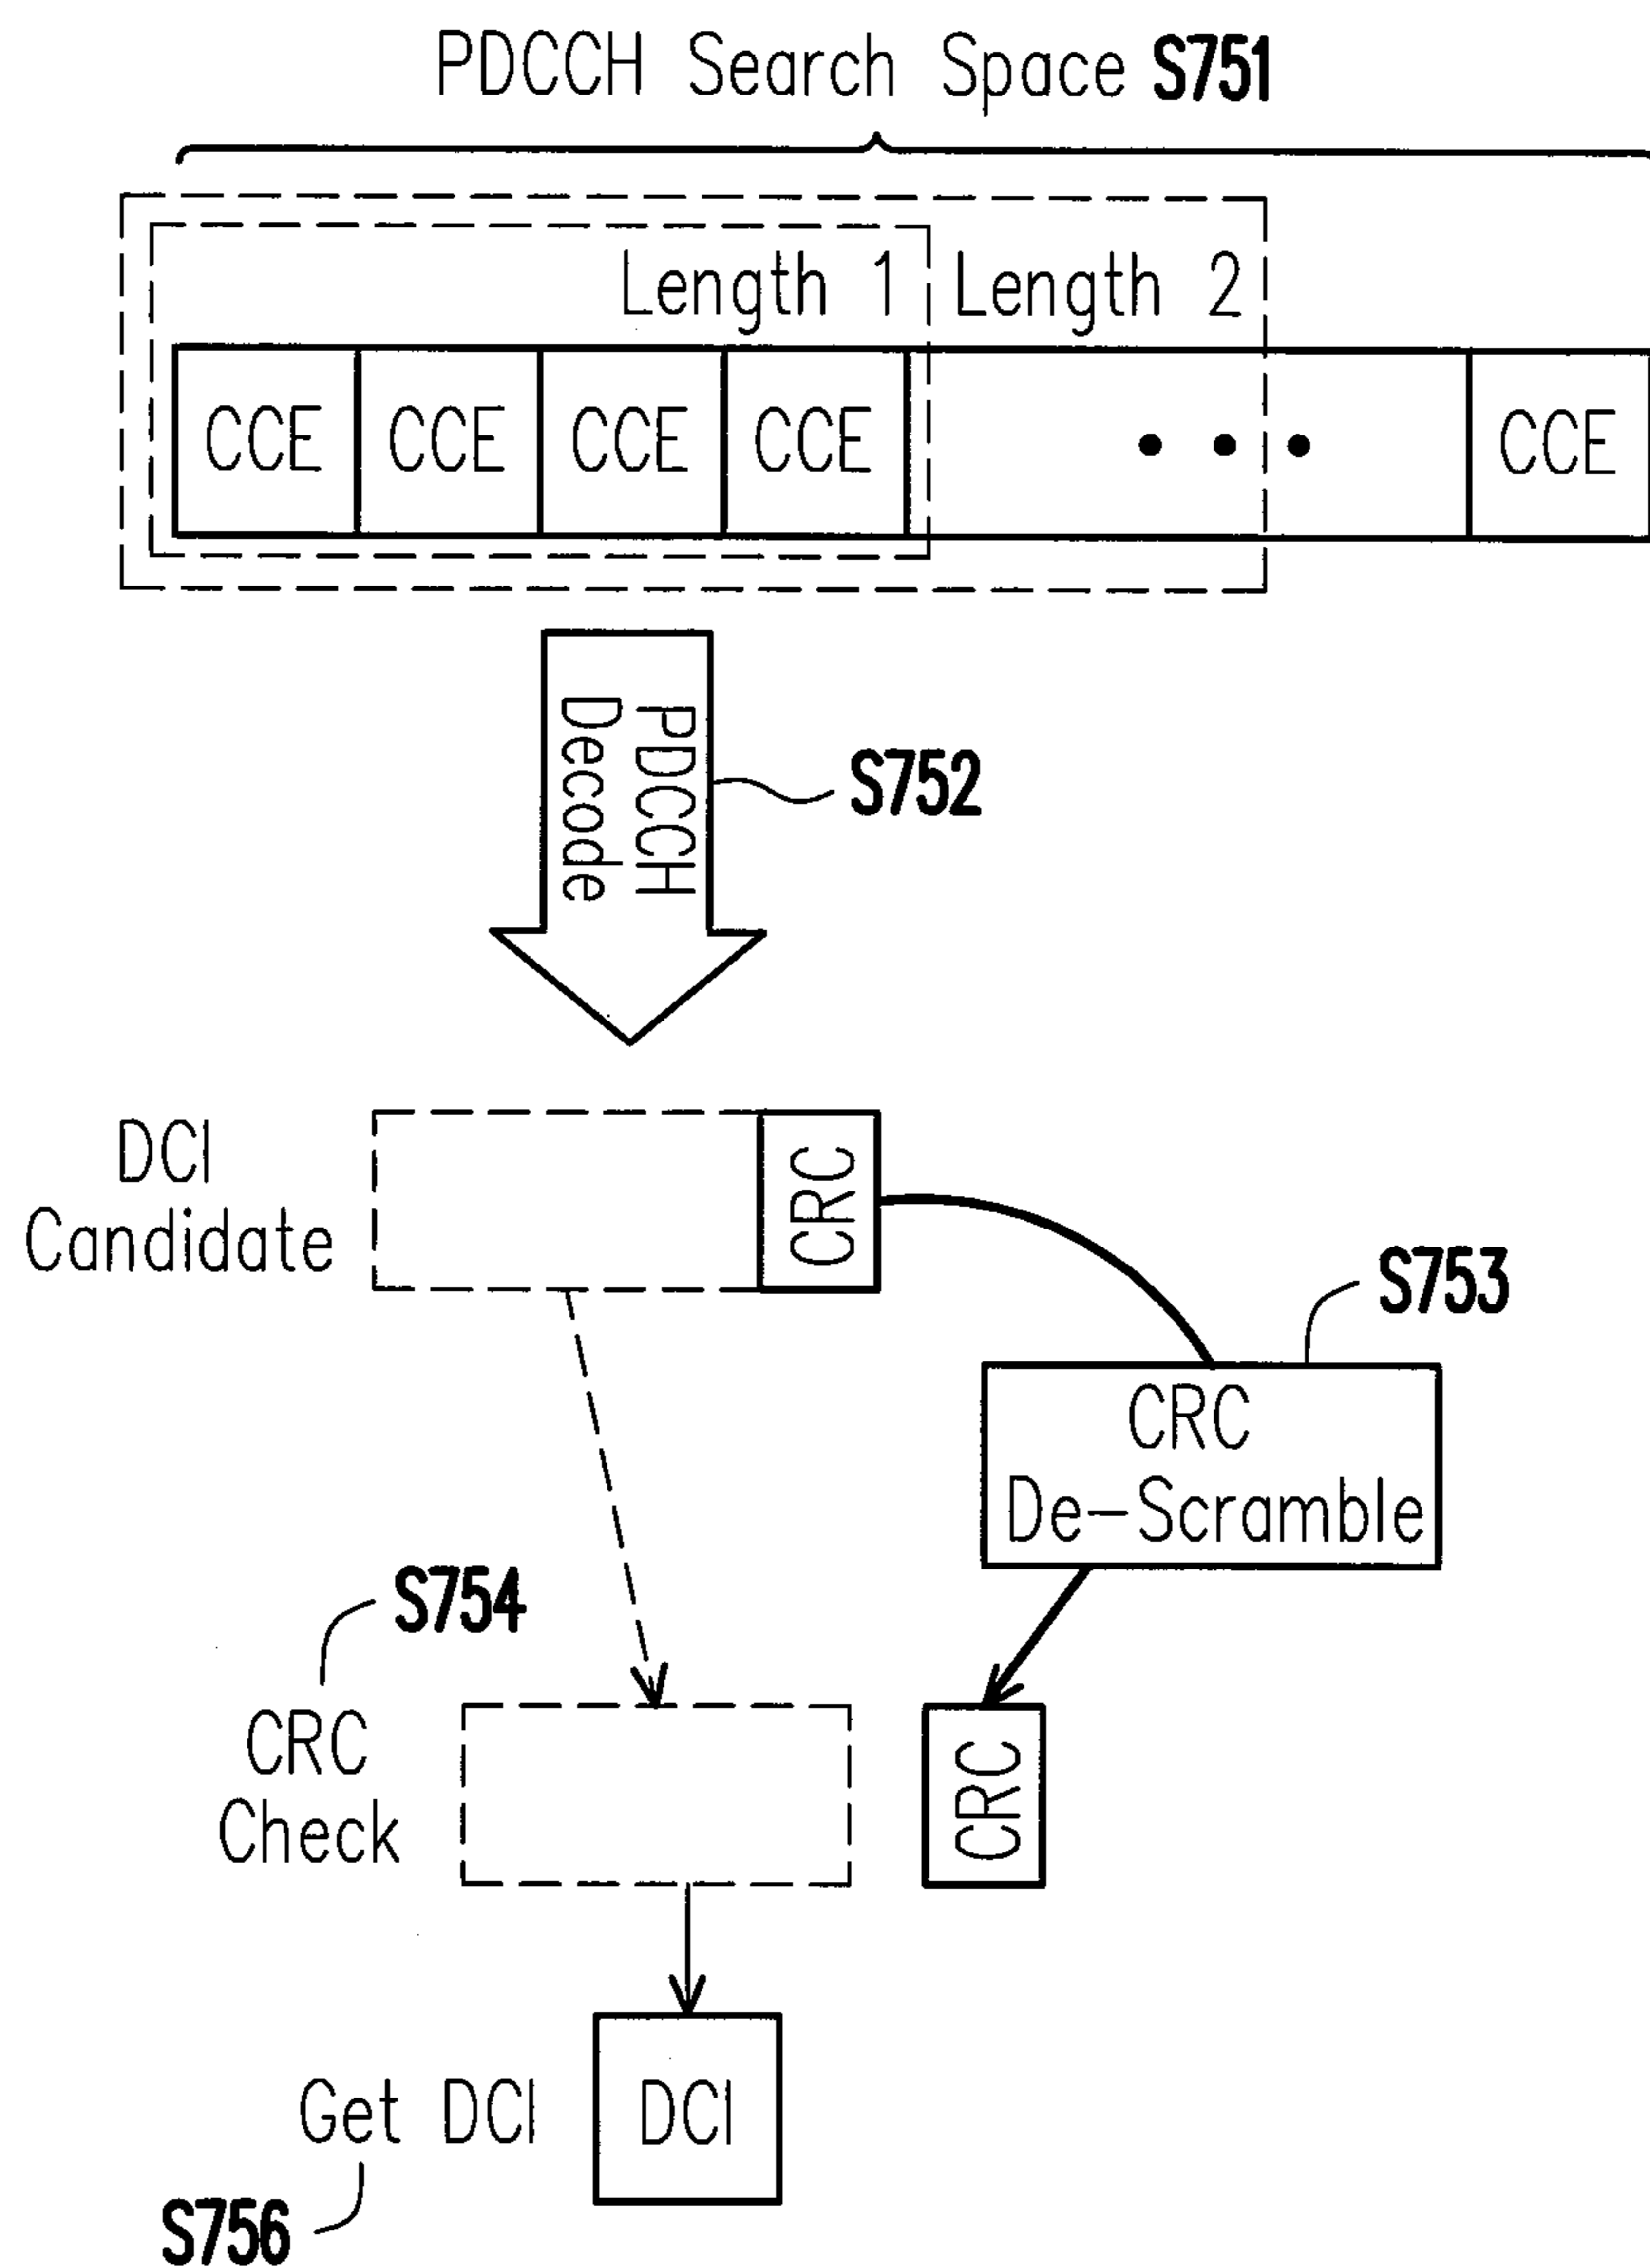 PDCCH Search Space S751
Length 1 Length 2
CCE CCE CCE CCE • • • CCE
PDCCH
Decode
S752
DCI
Candidate
CRC
S753
CRC
De-Scramble
S754
CRC
Check
CRC
Get DCI
DCI
S756